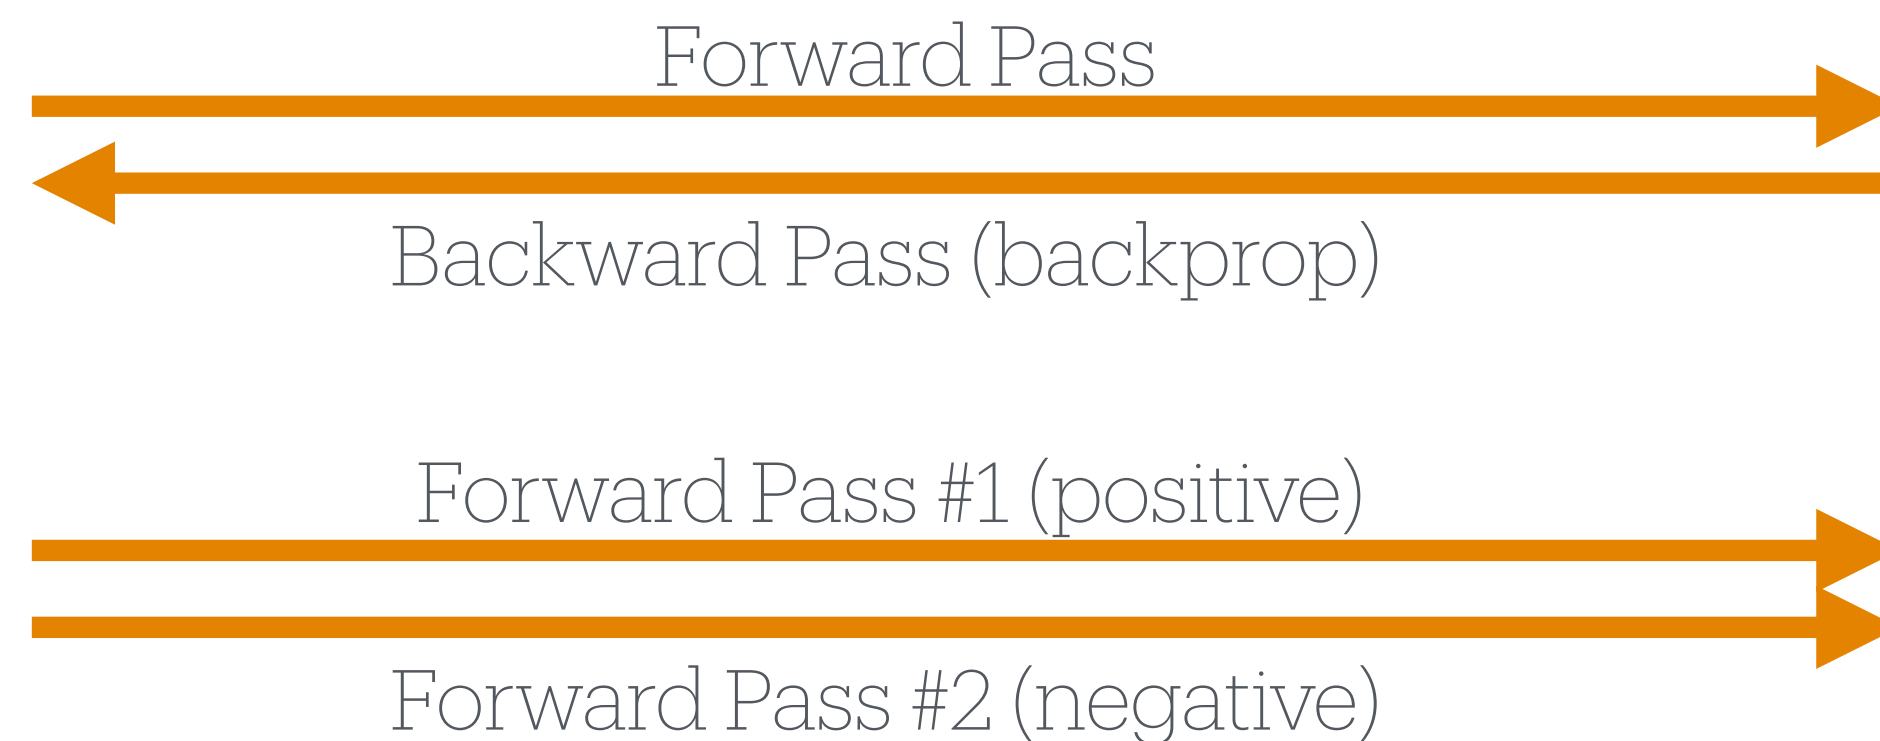 Forward Pass
Backward Pass (backprop)
Forward Pass #1 (positive)
Forward Pass #2 (negative)